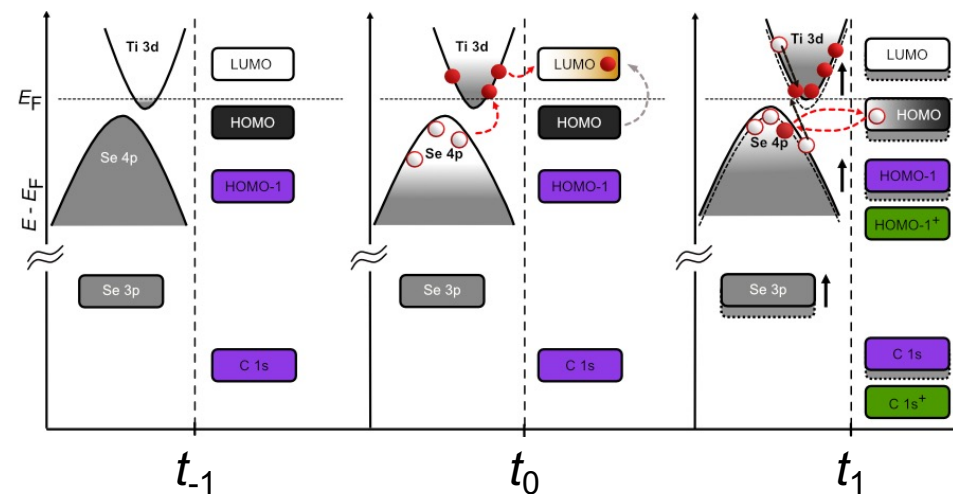 E - E_F
E_F
Ti 3d
LUMO
HOMO
Se 4p
HOMO-1
Se 3p
C 1s
t_-1
Ti 3d
LUMO
HOMO
Se 4p
HOMO-1
Se 3p
C 1s
t_0
Ti 3d
LUMO
HOMO
Se 4p
HOMO-1
HOMO-1⁺
Se 3p
C 1s
C 1s⁺
t_1